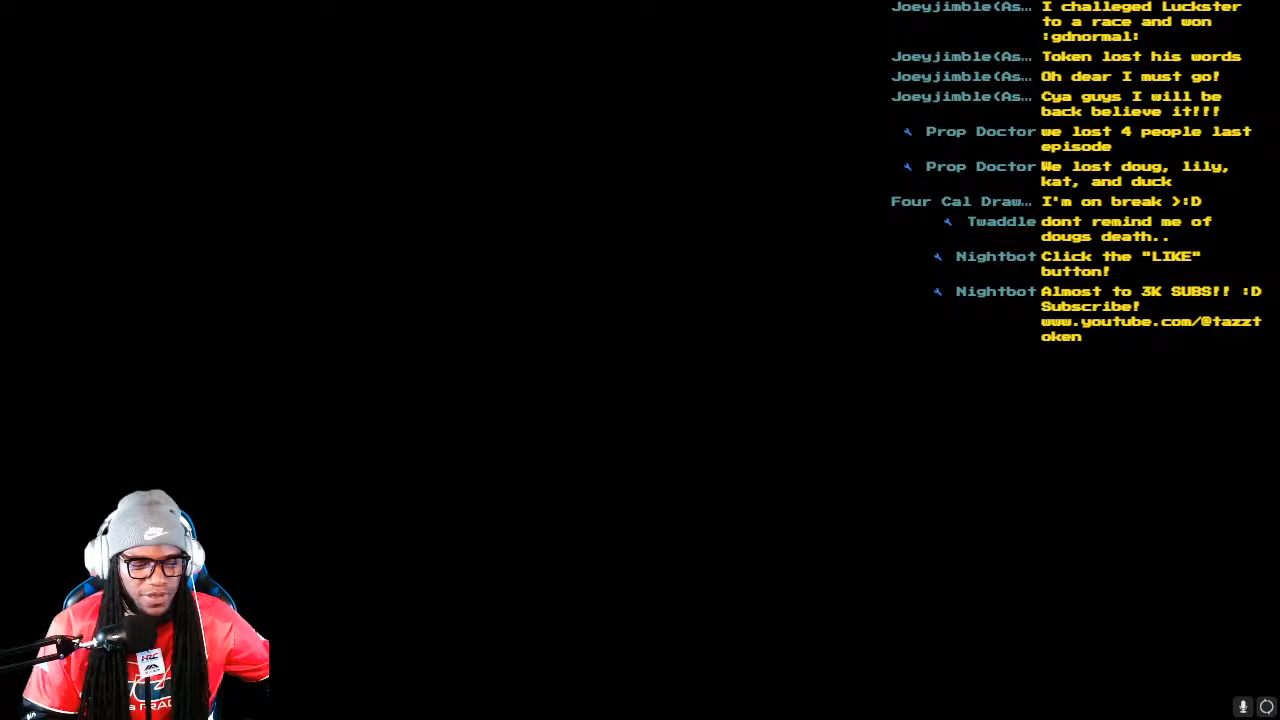 Joeyjimble(As… I challeged Luckster
to a race and won
:gdnormal:
Joeyjimble(As… Token lost his words
Joeyjimble(As… Oh dear I must go!
Joeyjimble(As… Cya guys I will be
back believe it!!!
Prop Doctor we lost 4 people last
episode
Prop Doctor We lost doug, lily,
kat, and duck
Four Cal Draw… I'm on break >:D
Twaddle dont remind me of
dougs death..
Nightbot Click the "LIKE"
button!
Nightbot Almost to 3K SUBS!! :D
Subscribe!
www.youtube.com/@tazzt
oken
HRC